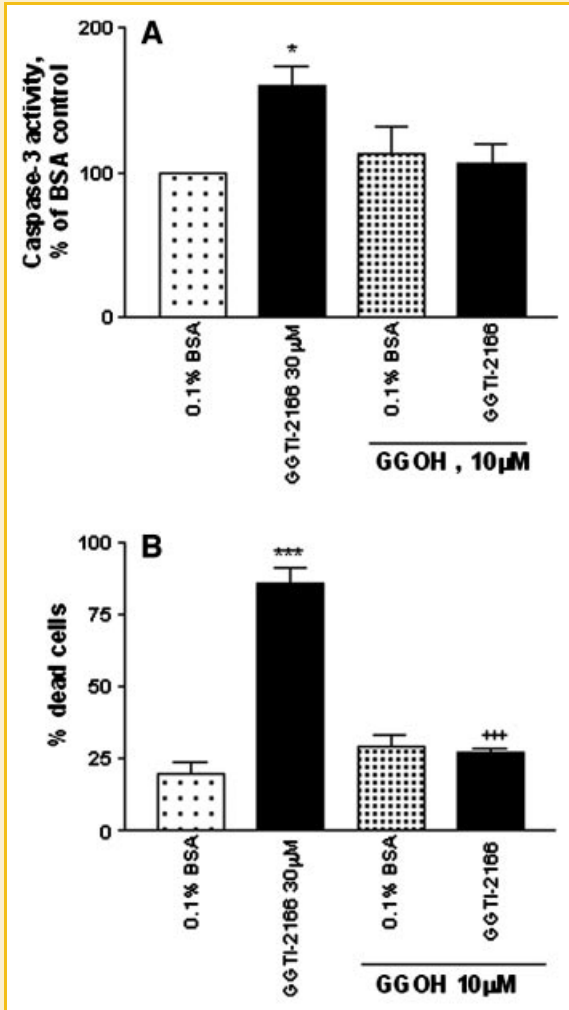 A
Caspase-3 activity,
% of BSA control
200
*
100
0
0.1% BSA
GGTI-2166 30 µM
0.1% BSA
GGTI-2166
GGOH , 10µM
B
% dead cells
100
***
75
50
25
+++
0
0.1% BSA
GGTI-2166 30µM
0.1% BSA
GGTI-2166
GGOH 10µM